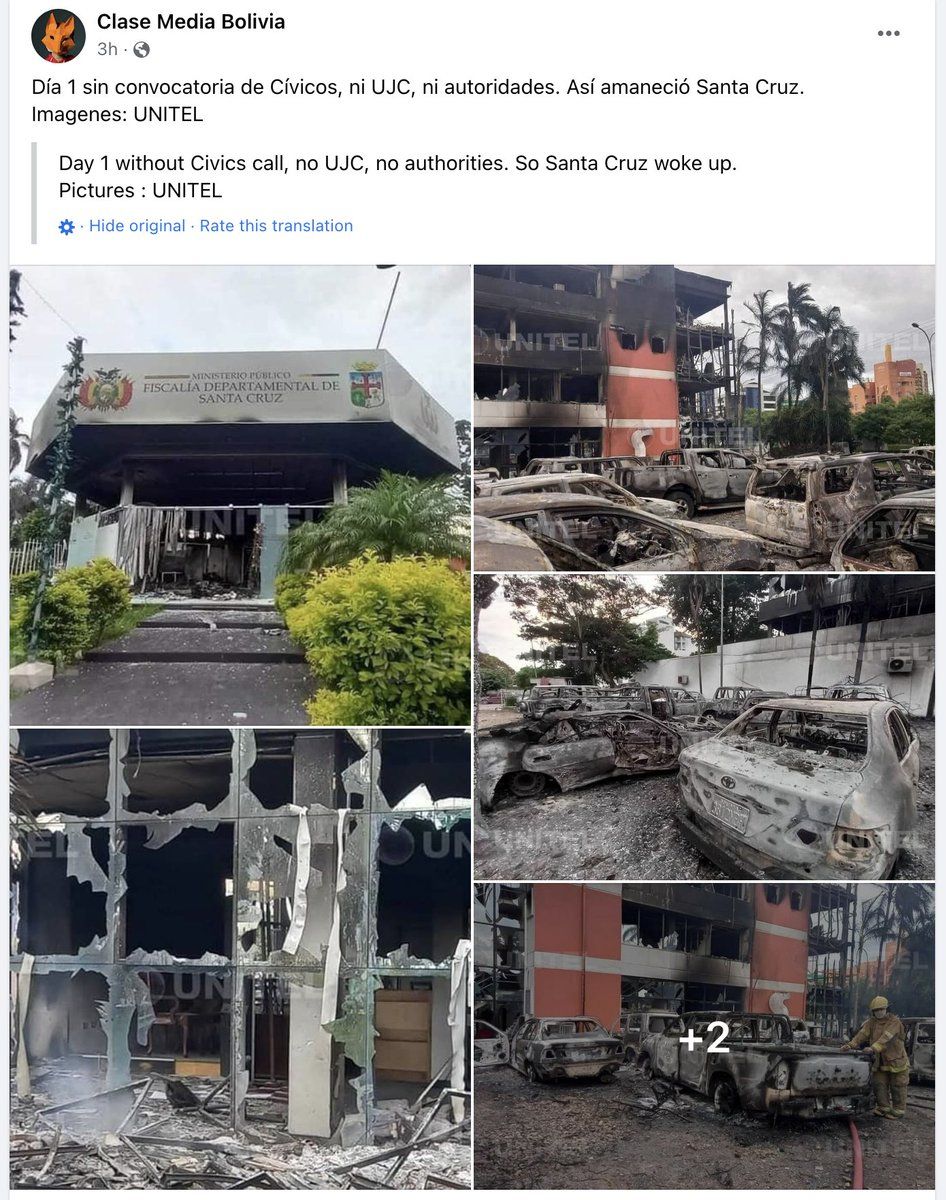 Clase Media Bolivia
3h ·
Día 1 sin convocatoria de Cívicos, ni UJC, ni autoridades. Así amaneció Santa Cruz.
Imagenes: UNITEL
Day 1 without Civics call, no UJC, no authorities. So Santa Cruz woke up.
Pictures : UNITEL
· Hide original · Rate this translation
MINISTERIO PÚBLICO
FISCALÍA DEPARTAMENTAL DE
SANTA CRUZ
UNITEL
UNITEL
UNITEL
UNITEL
UNITEL
+2